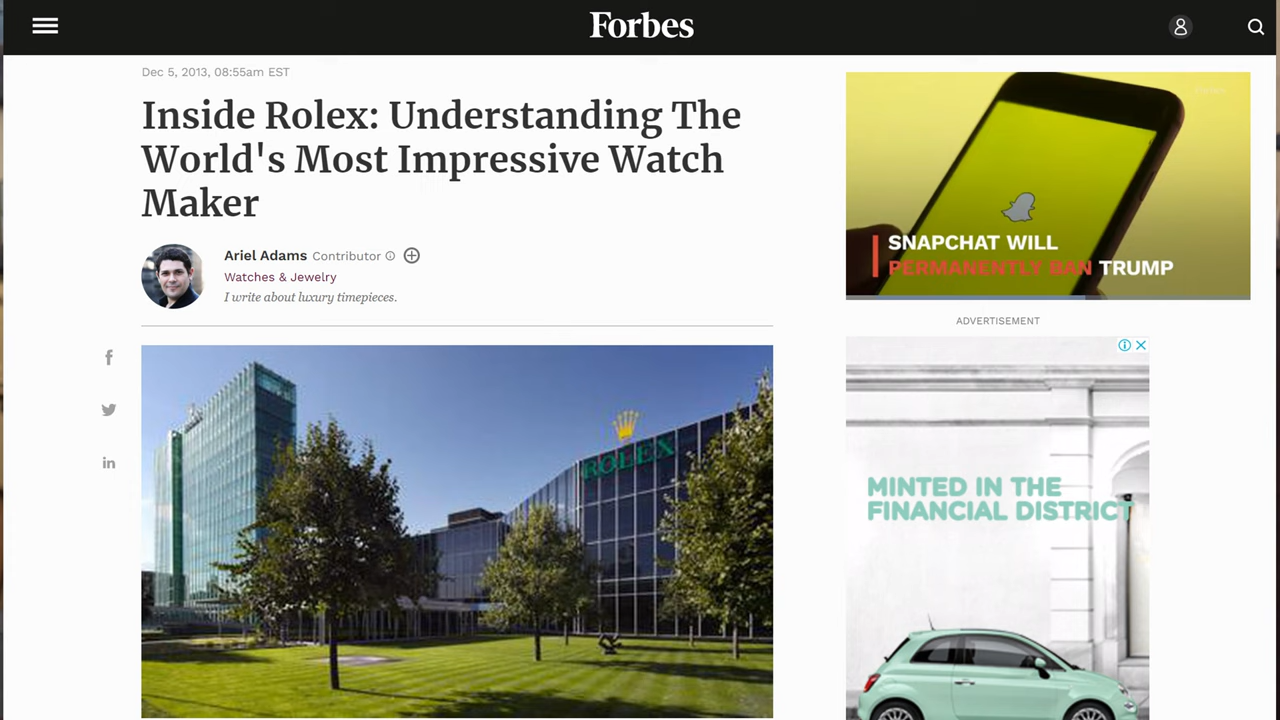 Forbes
Dec 5, 2013, 08:55am EST
Inside Rolex: Understanding The
World's Most Impressive Watch
Maker
Ariel Adams Contributor
Watches & Jewelry
I write about luxury timepieces.
ROLEX
SNAPCHAT WILL
PERMANENTLY BAN TRUMP
ADVERTISEMENT
MINTED IN THE
FINANCIAL DISTRICT